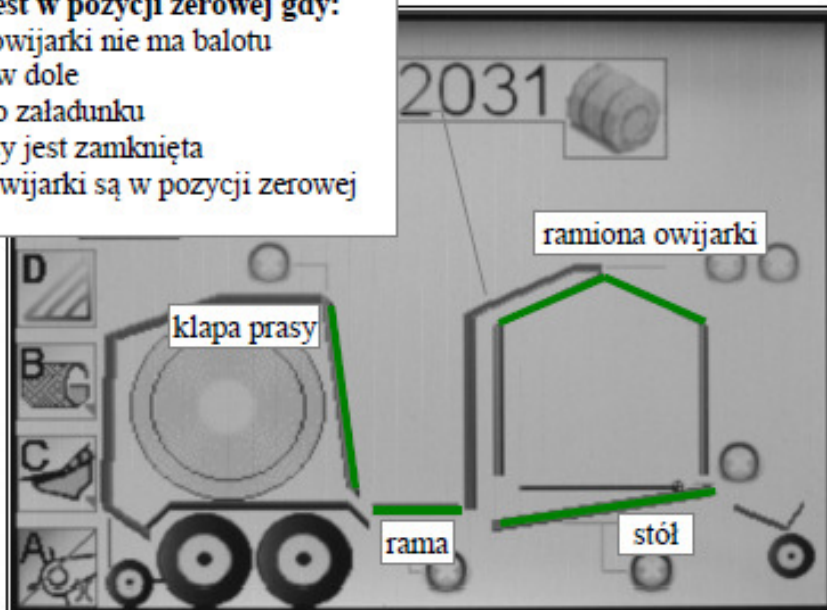 est w pozycji zerowej gdy:
owijarki nie ma balotu
w dole
o załadunku
y jest zamknięta
wijarki są w pozycji zerowej
2031
ramiona owijarki
D
klapa prasy
B
C
rama
stół
A